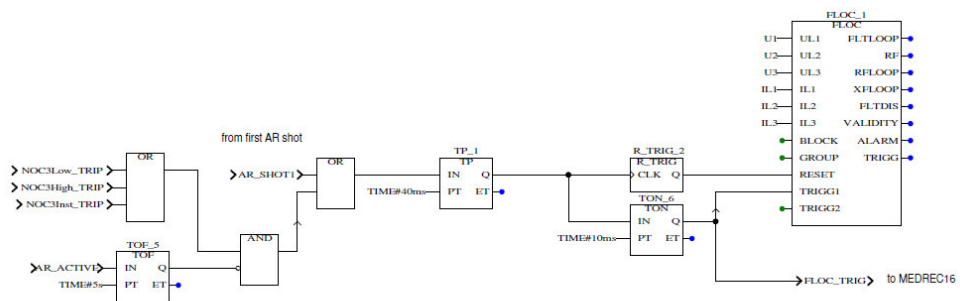 FLOC_1
FLOC
U1 UL1 FLTLOOP
U2 UL2 RF
U3 UL3 RFLOOP
IL1 IL1 XFLOOP
IL2 IL2 FLTDIS
IL3 IL3 VALIDITY
BLOCK ALARM
GROUP TRIGG
RESET
TRIGG1
TRIGG2
from first AR shot
OR
NOC3Low_TRIP
NOC3High_TRIP
NOC3Inst_TRIP
OR
AR_SHOT1
TP_1
TP
IN Q
TIME#40ms PT ET
R_TRIG_2
R_TRIG
CLK Q
TON_6
TON
IN Q
TIME#10ms PT ET
AND
TOF_5
TOF
AR_ACTIVE IN Q
TIME#5s PT ET
FLOC_TRIG to MEDREC16